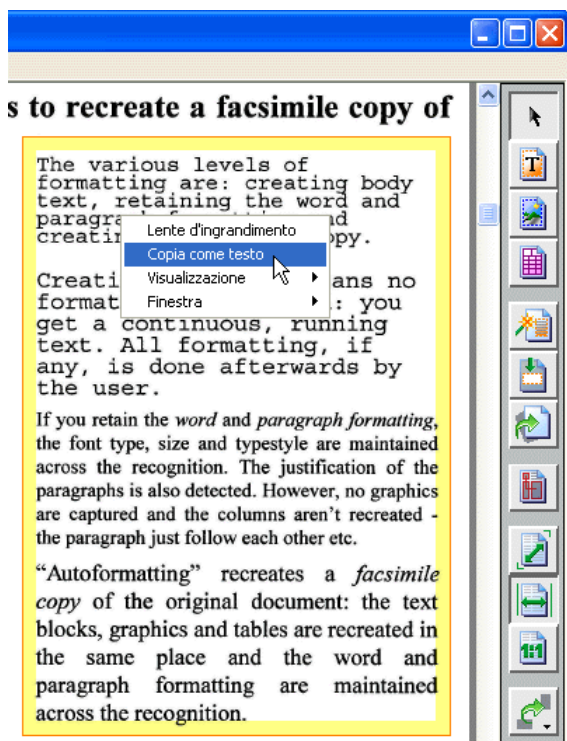 s to recreate a facsimile copy of
The various levels of
formatting are: creating body
text, retaining the word and
Lente d'ingrandimento
Copia come testo
Visualizzazione
Finestra
no
you
get a continuous, running
text. All formatting, if
any, is done afterwards by
the user.
If you retain the word and paragraph formatting,
the font type, size and typestyle are maintained
across the recognition. The justification of the
paragraphs is also detected. However, no graphics
are captured and the columns aren't recreated -
the paragraph just follow each other etc.
“Autoformatting” recreates a facsimile
copy of the original document: the text
blocks, graphics and tables are recreated in
the same place and the word and
paragraph formatting are maintained
across the recognition.
T
1:1